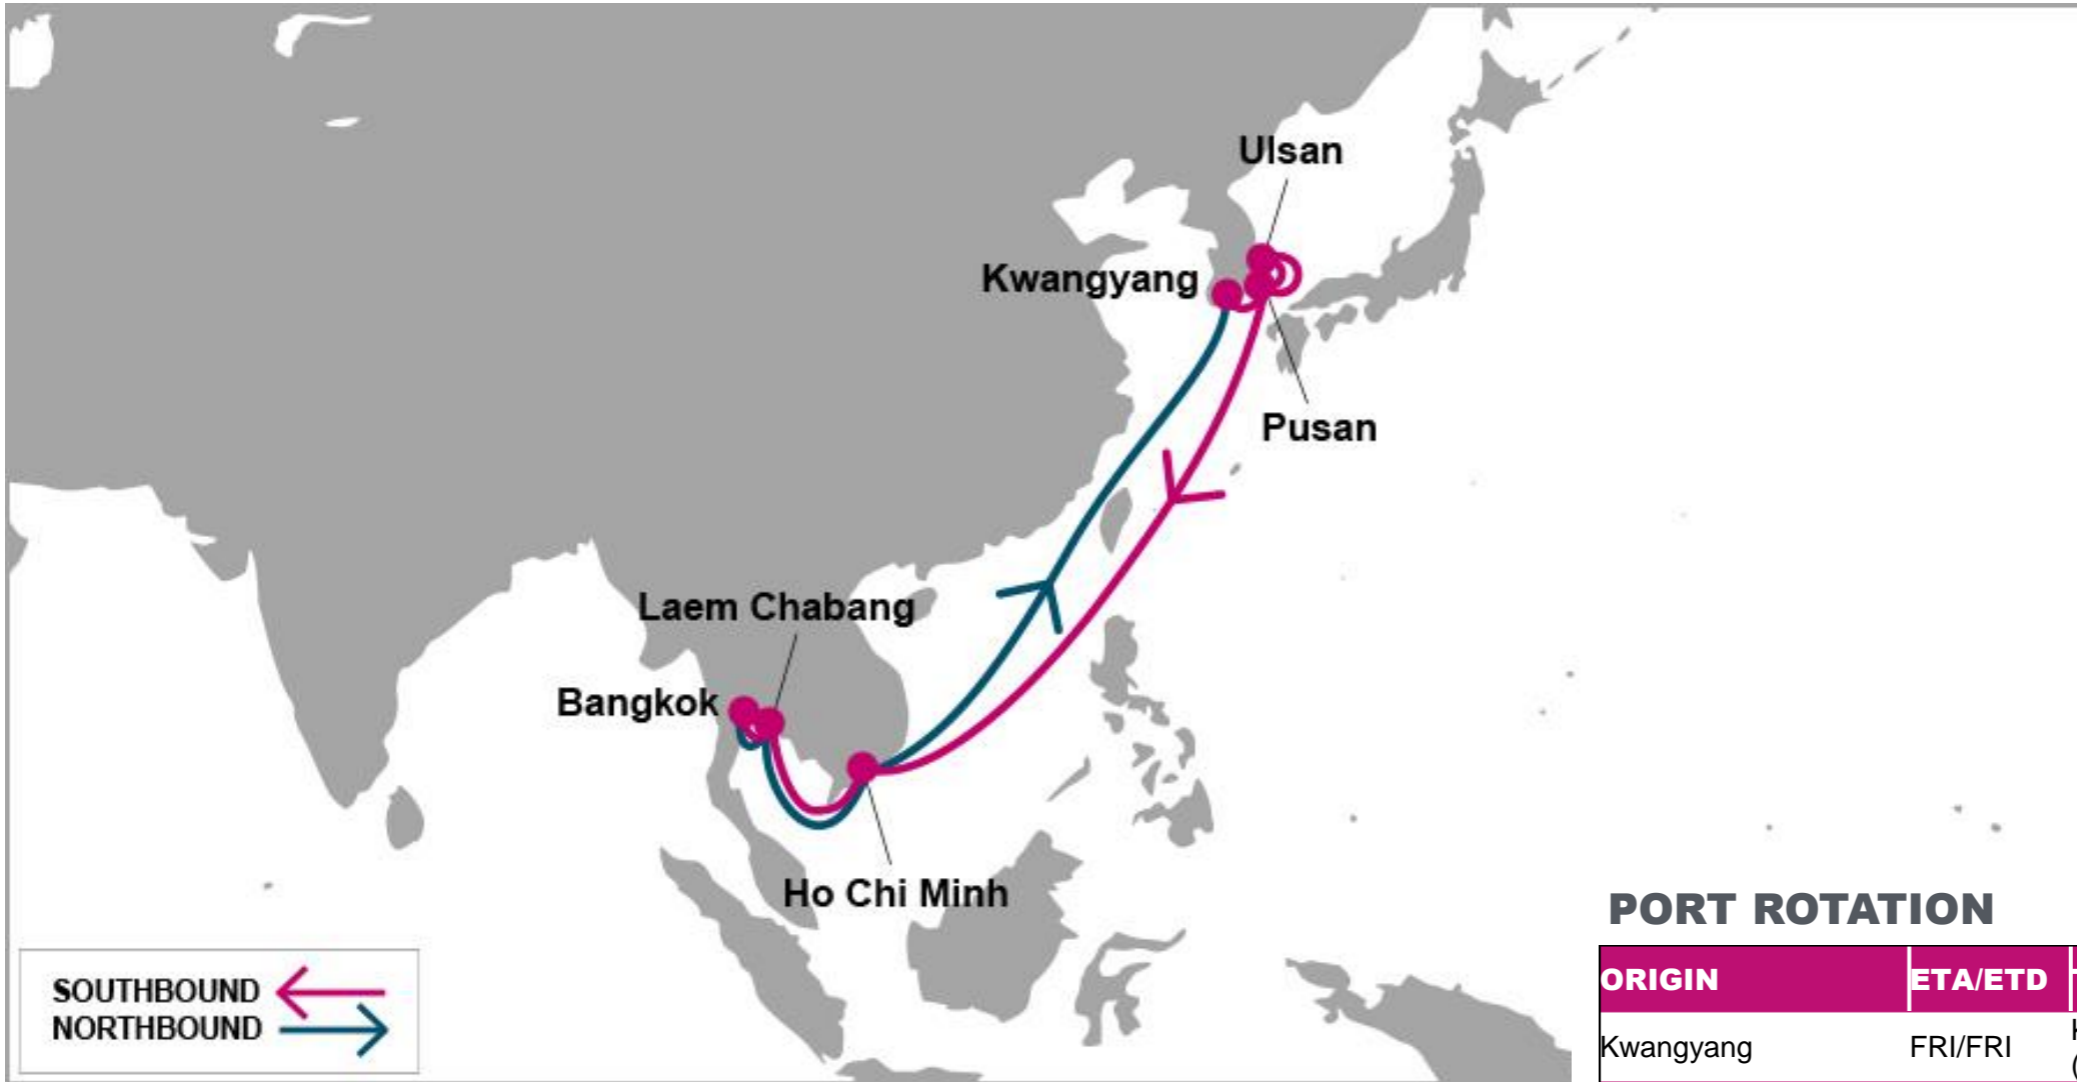 Ulsan
Kwangyang
Pusan
Laem Chabang
Bangkok
Ho Chi Minh
SOUTHBOUND
NORTHBOUND
PORT ROTATION
ORIGIN ETA/ETD
Kwangyang FRI/FRI